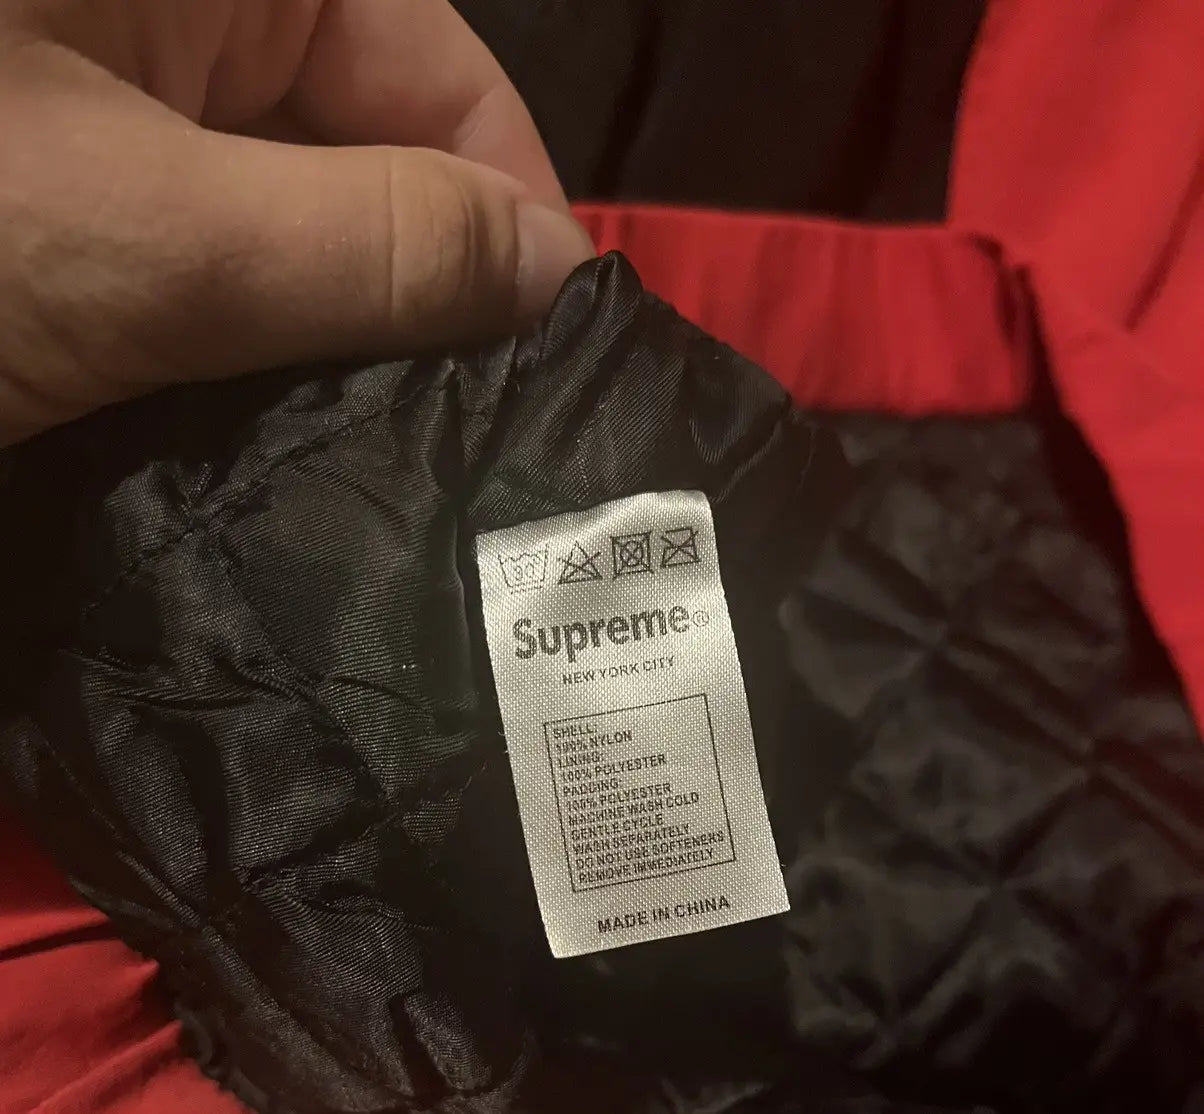 30°
Supreme®
NEW YORK CITY
SHELL:
100% NYLON
LINING:
100% POLYESTER
PADDING
100% POLYESTER
MACHINE WASH COLD
GENTLE CYCLE
WASH SEPARATELY
DO NOT USE SOFTENERS
REMOVE IMMEDIATELY
MADE IN CHINA